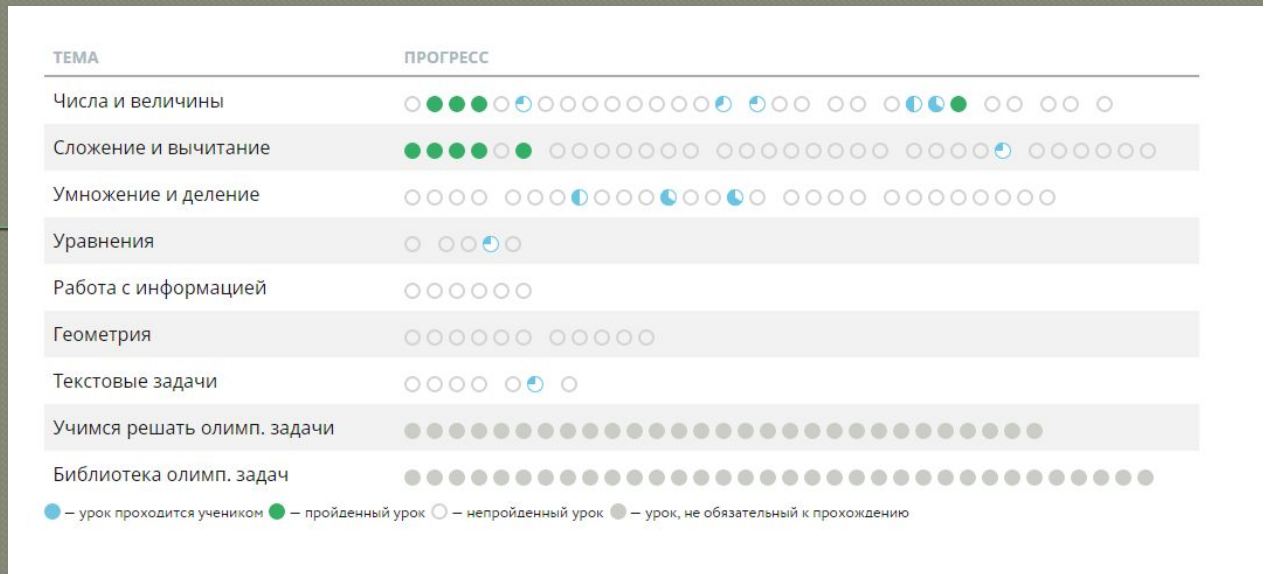 ТЕМА ПРОГРЕСС
Числа и величины
Сложение и вычитание
Умножение и деление
Уравнения
Работа с информацией
Геометрия
Текстовые задачи
Учимся решать олимп. задачи
Библиотека олимп. задач
– урок проходится учеником – пройденный урок – непройденный урок – урок, не обязательный к прохождению